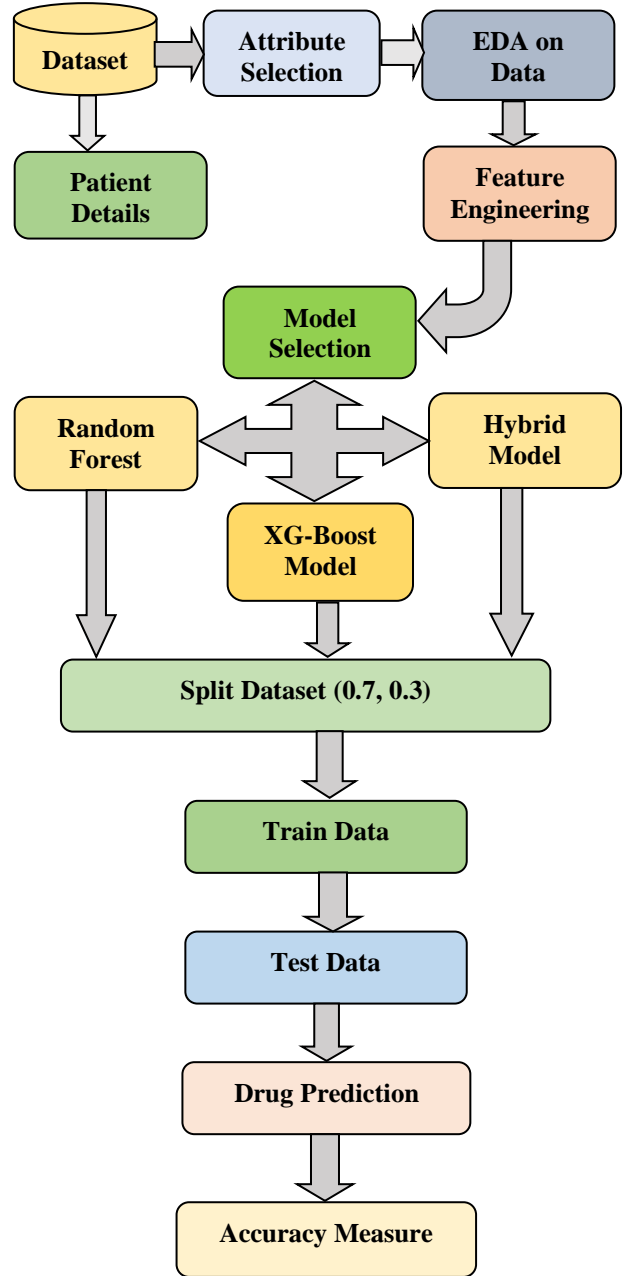 Dataset
Attribute
Selection
EDA on
Data
Patient
Details
Feature
Engineering
Model
Selection
Random
Forest
Hybrid
Model
XG-Boost
Model
Split Dataset (0.7, 0.3)
Train Data
Test Data
Drug Prediction
Accuracy Measure